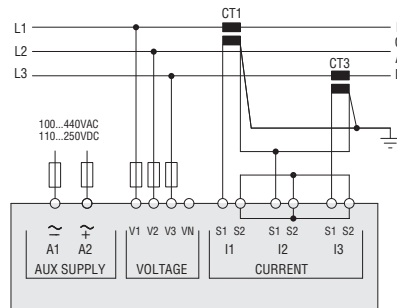 CT1
L1
L2
CT3
L3
100...440VAC
110...250VDC
V1 V2 V3 VN S1 S2 S1 S2 S1 S2
A1 A2 I1 I2 I3
AUX SUPPLY VOLTAGE CURRENT